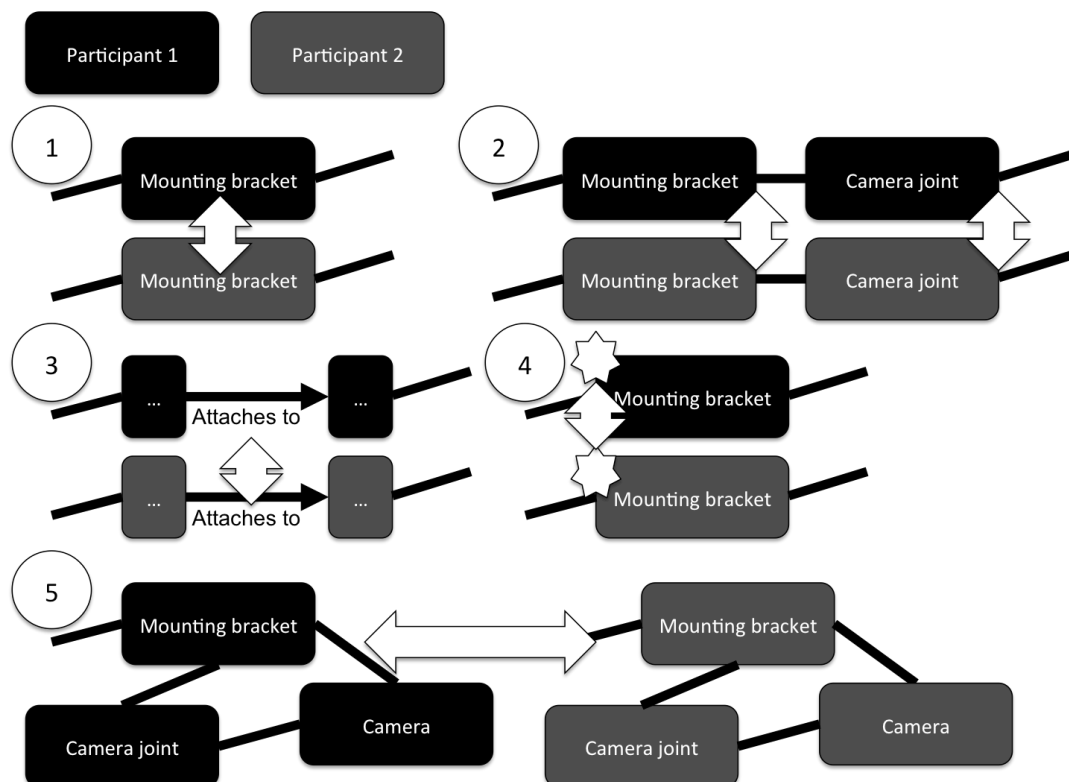 Participant 1
Participant 2
1
Mounting bracket
Mounting bracket
2
Mounting bracket
Camera joint
Mounting bracket
Camera joint
3
...
...
Attaches to
...
...
Attaches to
4
Mounting bracket
Mounting bracket
5
Mounting bracket
Camera joint
Camera
Mounting bracket
Camera joint
Camera